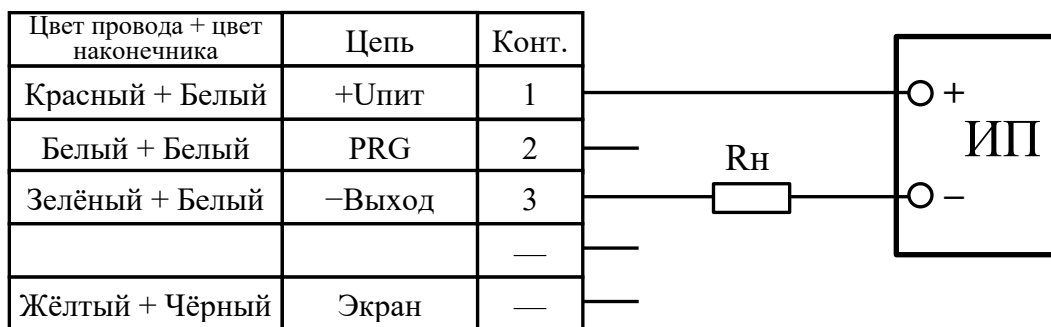 Цвет провода + цвет наконечника Цепь Конт.
Красный + Белый +Uпит 1 +
Белый + Белый PRG 2 Rн ИП
Зелёный + Белый −Выход 3 −
—
Жёлтый + Чёрный Экран —